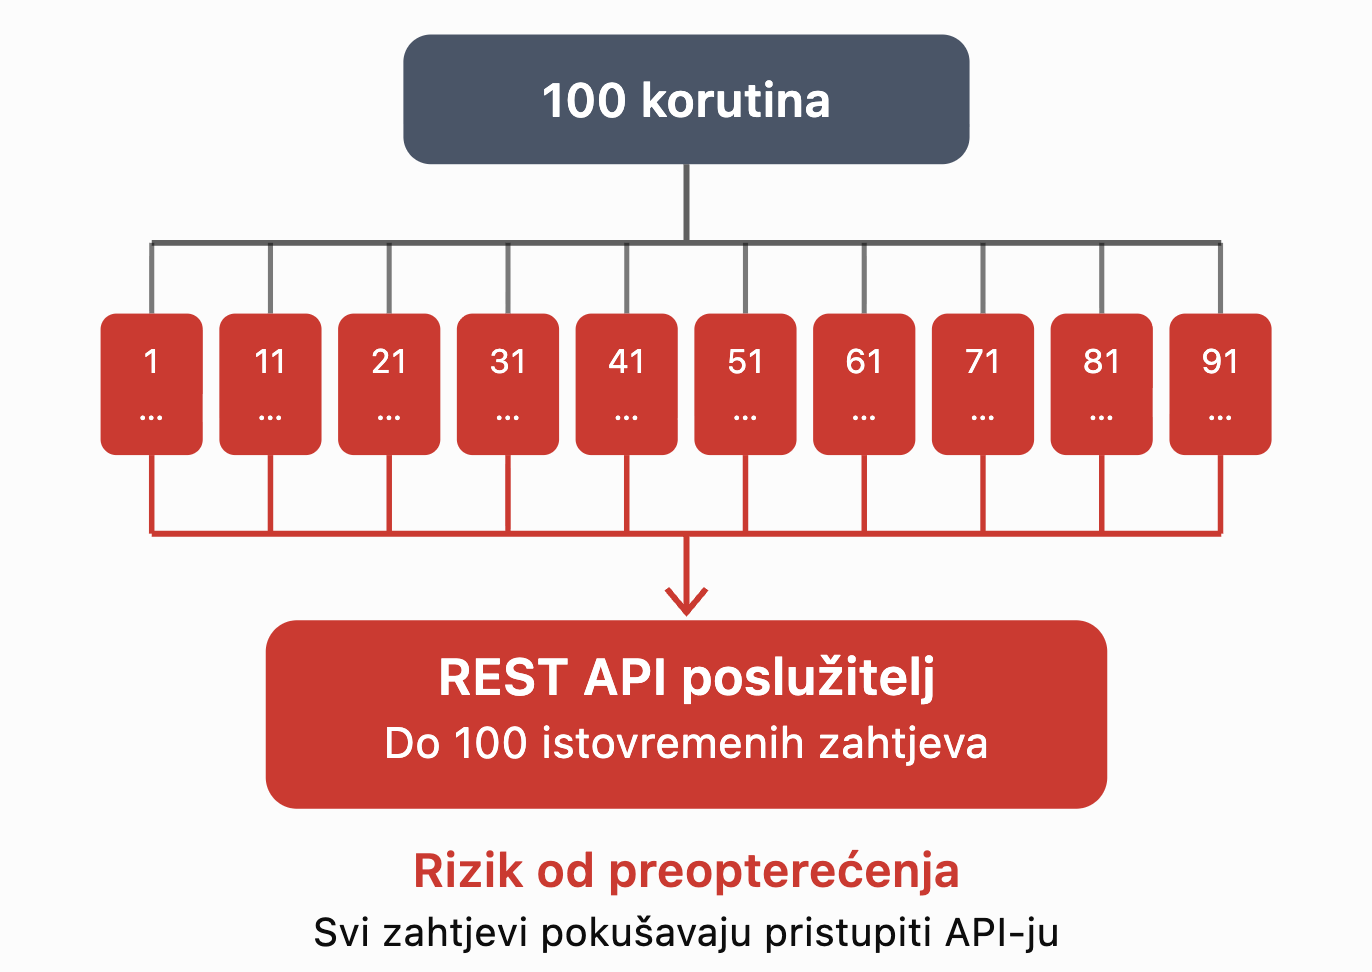 100 korutina
1 11 21 31 41 51 61 71 81 91
... ... ... ... ... ... ... ... ... ...
REST API poslužitelj
Do 100 istovremenih zahtjeva
Rizik od preopterećenja
Svi zahtjevi pokušavaju pristupiti API-ju